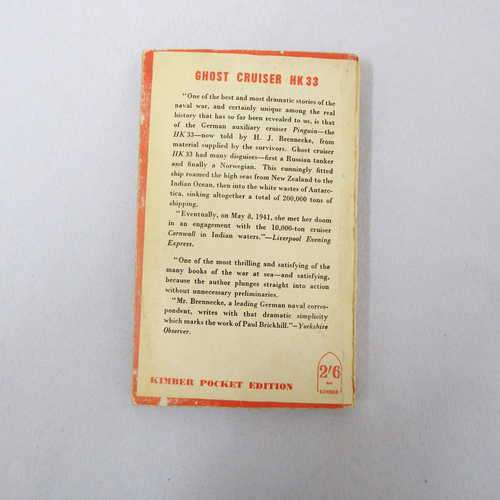 GHOST CRUISER HK 33
"One of the best and most dramatic stories of the
naval war, and certainly unique among the real
history that has so far been revealed to us, is that
of the German auxiliary cruiser Pinguin—the
HK 33—now told by H. J. Brennecke, from
material supplied by the survivors. Ghost cruiser
HK 33 had many disguises—first a Russian tanker
and finally a Norwegian. This cunningly fitted
ship roamed the high seas from New Zealand to the
Indian Ocean, then into the white wastes of Antarc-
tica, sinking altogether a total of 200,000 tons of
shipping.
"Eventually, on May 8, 1941, she met her doom
in an engagement with the 10,000-ton cruiser
Cornwall in Indian waters."—Liverpool Evening
Express.
"One of the most thrilling and satisfying of the
many books of the war at sea—and satisfying,
because the author plunges straight into action
without unnecessary preliminaries.
"Mr. Brennecke, a leading German naval corres-
pondent, writes with that dramatic simplicity
which marks the work of Paul Brickhill."—Yorkshire
Observer.
KIMBER POCKET EDITION
2/6
KIMBER